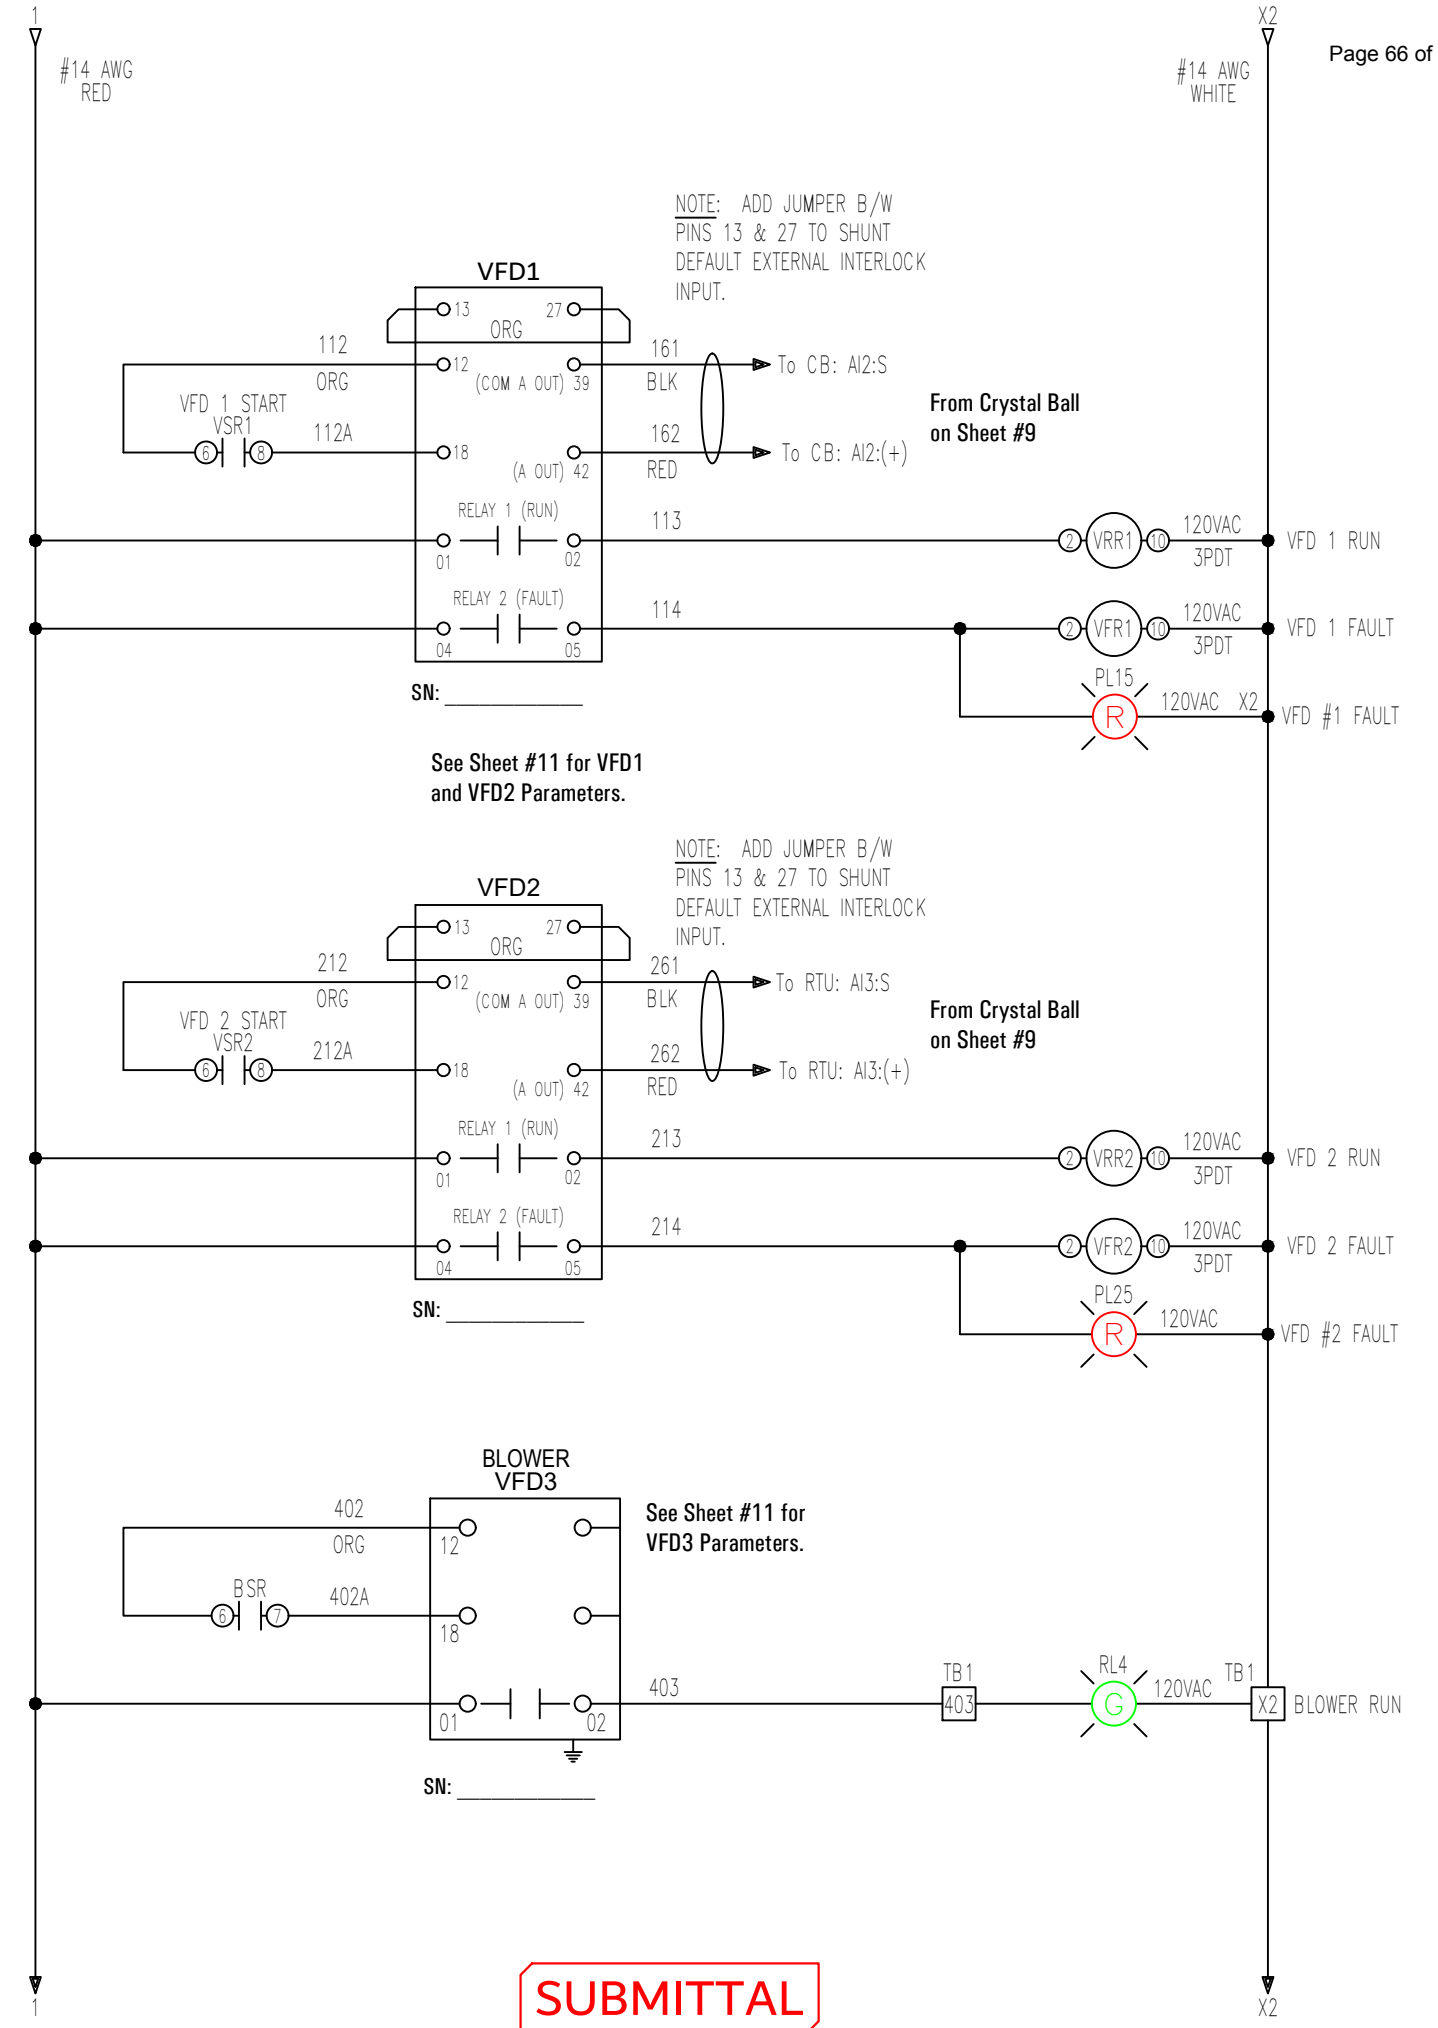 1
X2
Page 66 of
#14 AWG
RED
#14 AWG
WHITE
NOTE: ADD JUMPER B/W
PINS 13 & 27 TO SHUNT
DEFAULT EXTERNAL INTERLOCK
INPUT.
VFD1
13
27
ORG
112
ORG
12
(COM A OUT) 39
161
BLK
To CB: AI2:S
VFD 1 START
VSR1
6
8
112A
18
(A OUT) 42
162
RED
To CB: AI2:(+)
From Crystal Ball
on Sheet #9
RELAY 1 (RUN)
01
02
113
2
VRR1
10
120VAC
3PDT
VFD 1 RUN
RELAY 2 (FAULT)
04
05
114
2
VFR1
10
120VAC
3PDT
VFD 1 FAULT
PL15
R
120VAC X2
VFD #1 FAULT
SN: ____________
See Sheet #11 for VFD1
and VFD2 Parameters.
NOTE: ADD JUMPER B/W
PINS 13 & 27 TO SHUNT
DEFAULT EXTERNAL INTERLOCK
INPUT.
VFD2
13
27
ORG
212
ORG
12
(COM A OUT) 39
261
BLK
To RTU: AI3:S
VFD 2 START
VSR2
6
8
212A
18
(A OUT) 42
262
RED
To RTU: AI3:(+)
From Crystal Ball
on Sheet #9
RELAY 1 (RUN)
01
02
213
2
VRR2
10
120VAC
3PDT
VFD 2 RUN
RELAY 2 (FAULT)
04
05
214
2
VFR2
10
120VAC
3PDT
VFD 2 FAULT
PL25
R
120VAC
VFD #2 FAULT
SN: ____________
BLOWER
VFD3
402
ORG
12
See Sheet #11 for
VFD3 Parameters.
BSR
6
7
402A
18
01
02
403
TB1
403
RL4
G
120VAC
TB1
X2
BLOWER RUN
SN: ____________
SUBMITTAL
1
X2